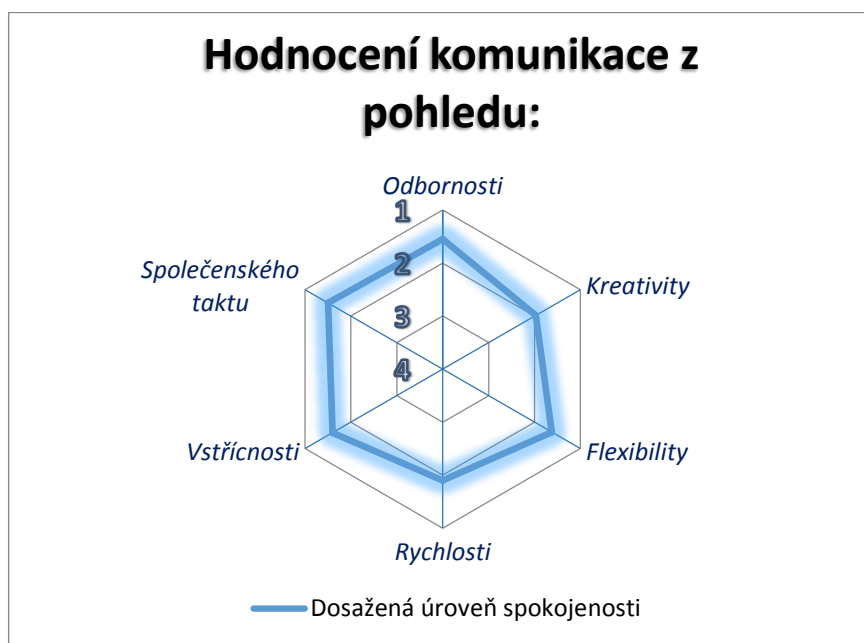 Hodnocení komunikace z
pohledu:
Odbornosti
1
2
3
4
Společenského
taktu
Kreativity
Vstřícnosti
Flexibility
Rychlosti
Dosažená úroveň spokojenosti